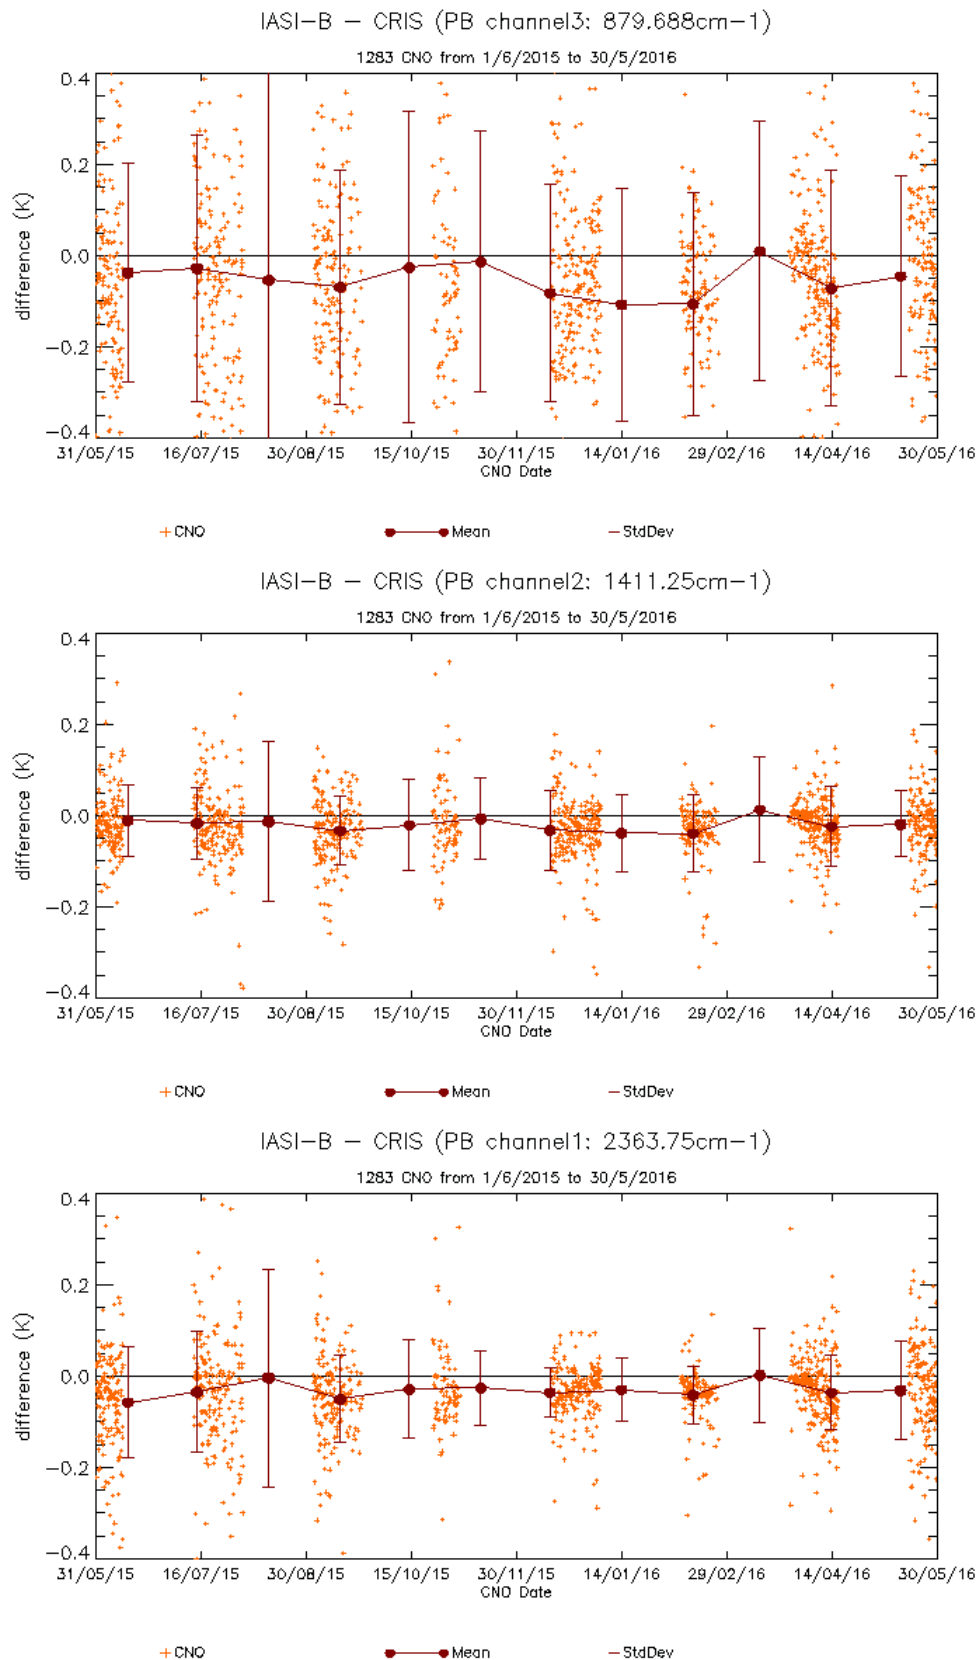 IASI-B - CRIS (PB channel3: 879.688cm-1)
1283 CNO from 1/6/2015 to 30/5/2016
difference (K)
0.4
0.2
0.0
-0.2
-0.4
31/05/15 16/07/15 30/08/15 15/10/15 30/11/15 14/01/16 29/02/16 14/04/16 30/05/16
CNO Date
CNO Mean StdDev
IASI-B - CRIS (PB channel2: 1411.25cm-1)
1283 CNO from 1/6/2015 to 30/5/2016
difference (K)
0.4
0.2
0.0
-0.2
-0.4
31/05/15 16/07/15 30/08/15 15/10/15 30/11/15 14/01/16 29/02/16 14/04/16 30/05/16
CNO Date
CNO Mean StdDev
IASI-B - CRIS (PB channel1: 2363.75cm-1)
1283 CNO from 1/6/2015 to 30/5/2016
difference (K)
0.4
0.2
0.0
-0.2
-0.4
31/05/15 16/07/15 30/08/15 15/10/15 30/11/15 14/01/16 29/02/16 14/04/16 30/05/16
CNO Date
CNO Mean StdDev